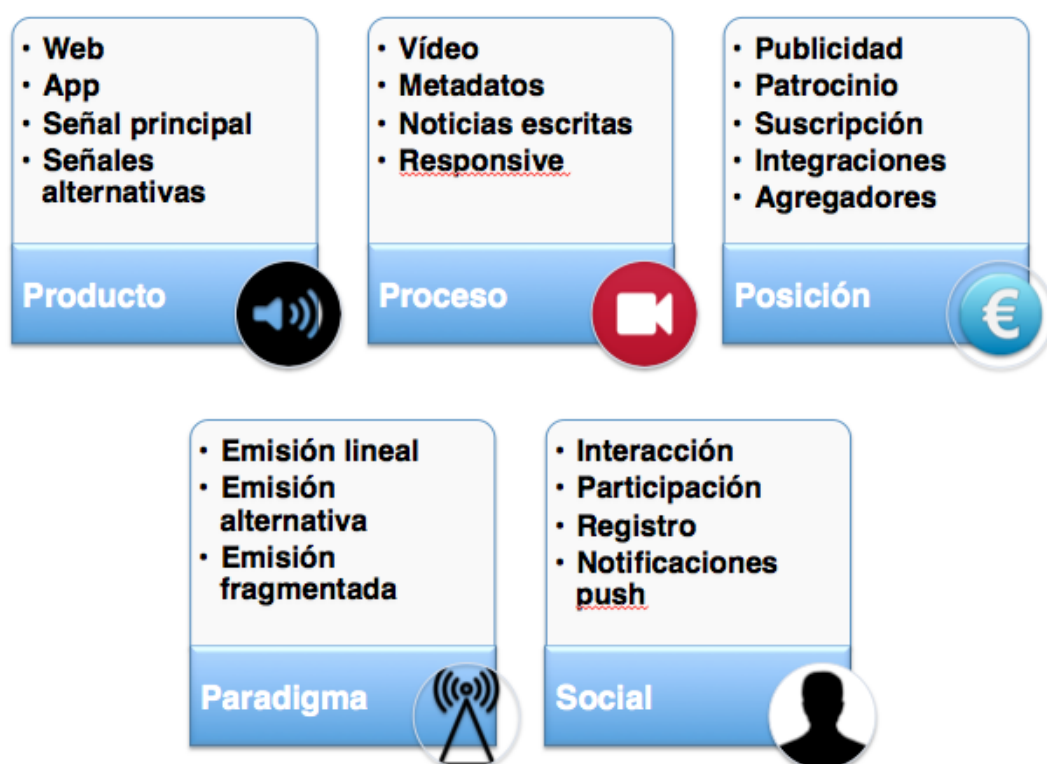 • Web
• App
• Señal principal
• Señales
alternativas
Producto
• Vídeo
• Metadatos
• Noticias escritas
• Responsive
Proceso
• Publicidad
• Patrocinio
• Suscripción
• Integraciones
• Agregadores
Posición
€
• Emisión lineal
• Emisión
alternativa
• Emisión
fragmentada
Paradigma
• Interacción
• Participación
• Registro
• Notificaciones
push
Social